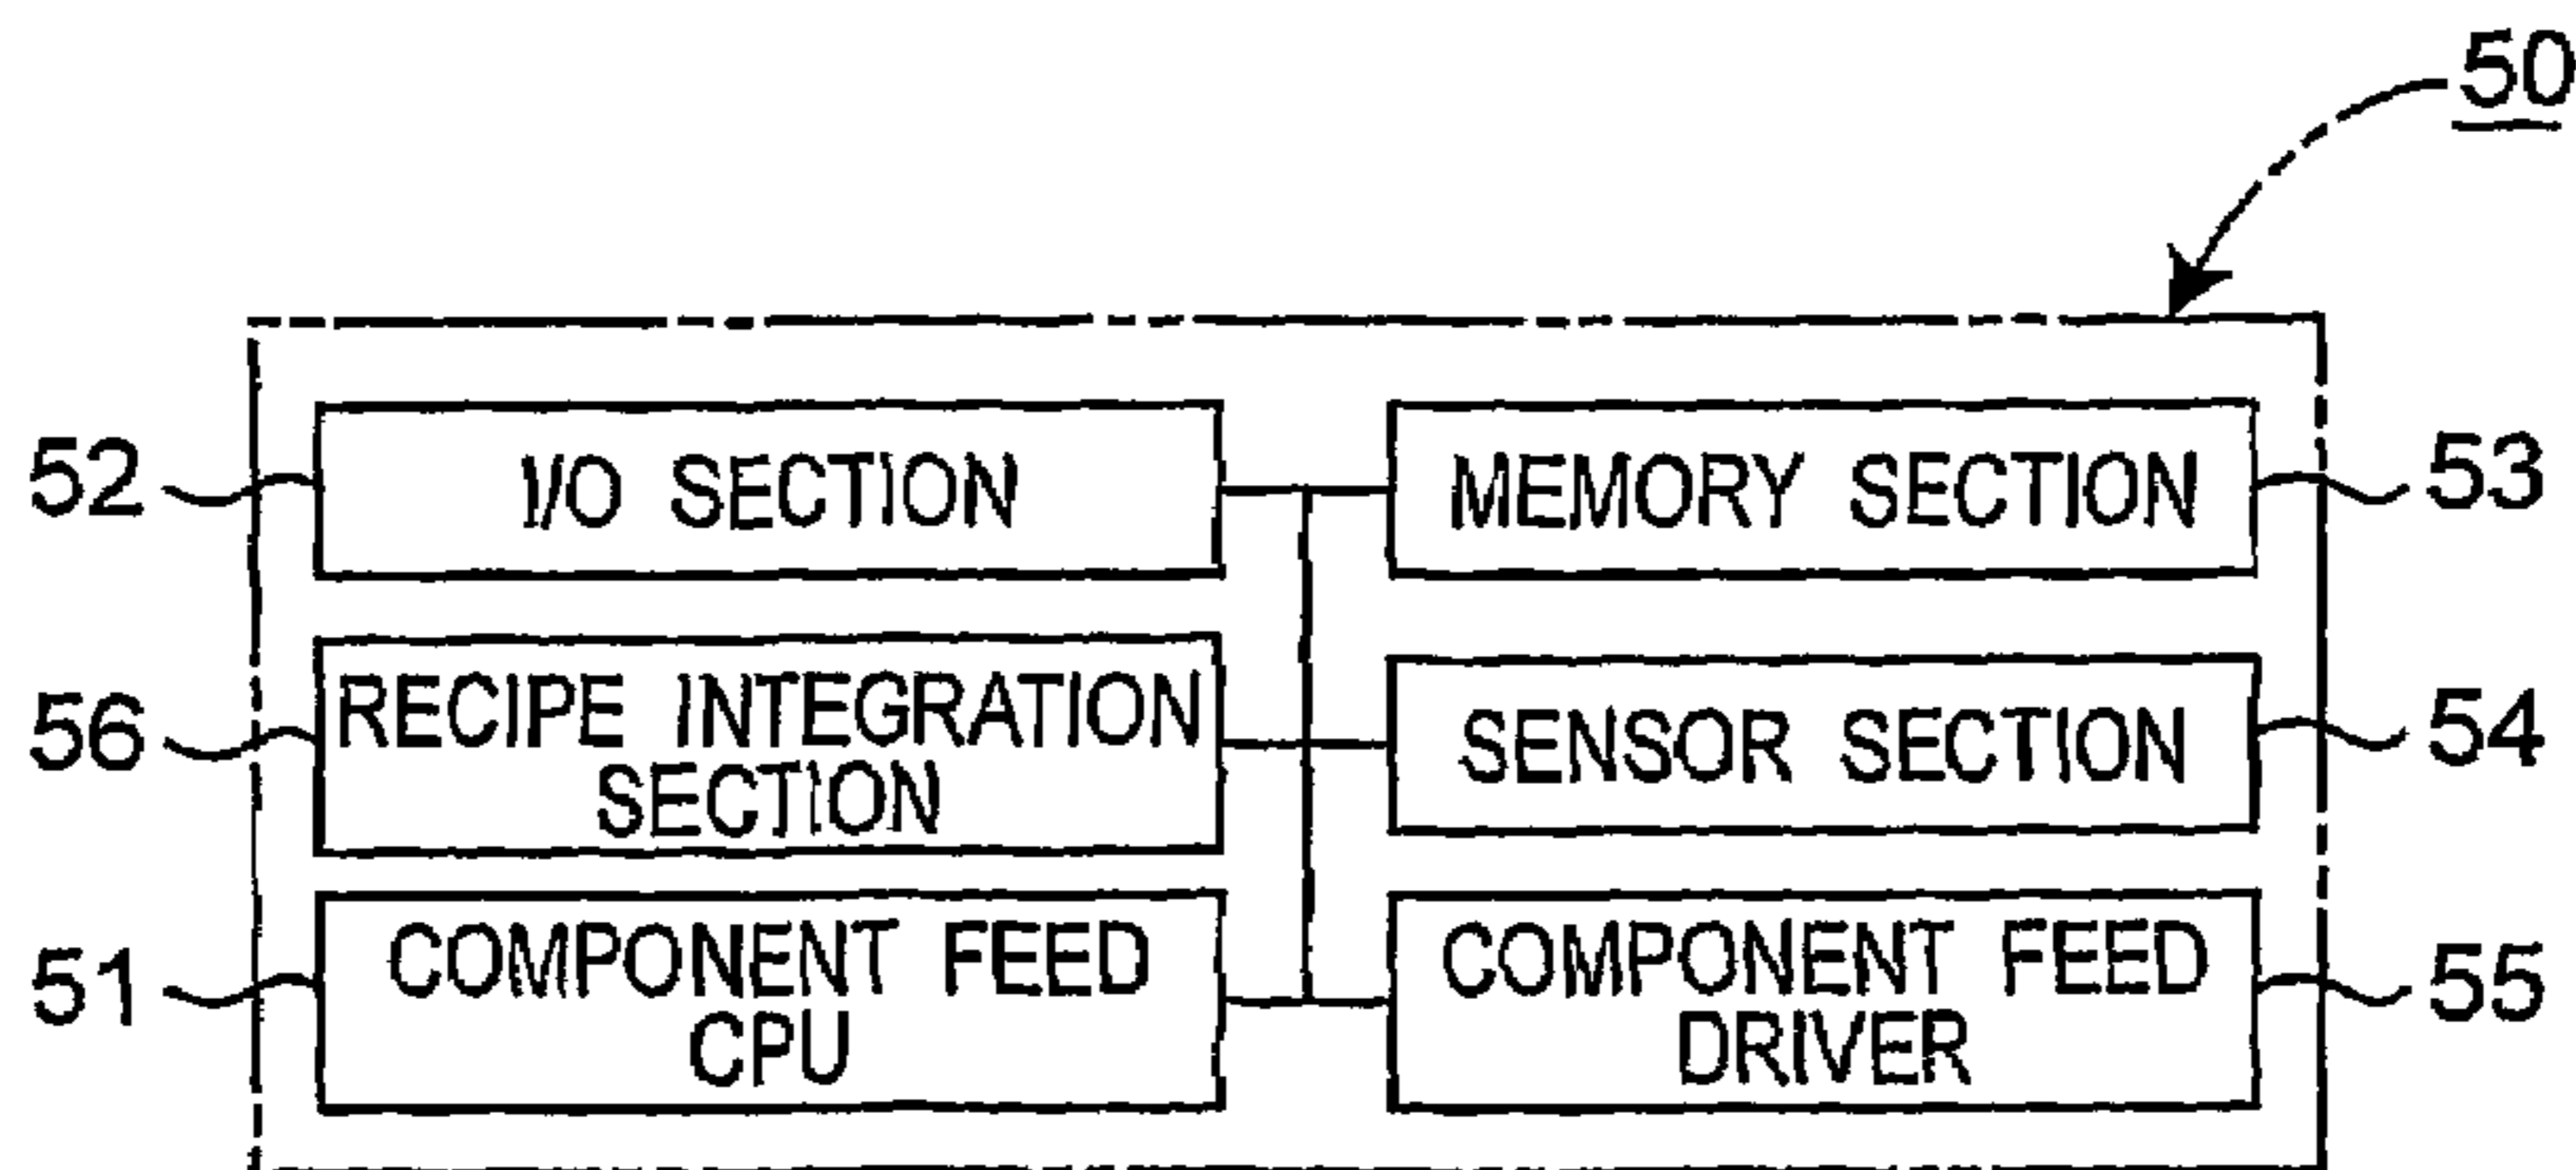 50
52
I/O SECTION
MEMORY SECTION
53
56
RECIPE INTEGRATION
SECTION
SENSOR SECTION
54
51
COMPONENT FEED
CPU
COMPONENT FEED
DRIVER
55